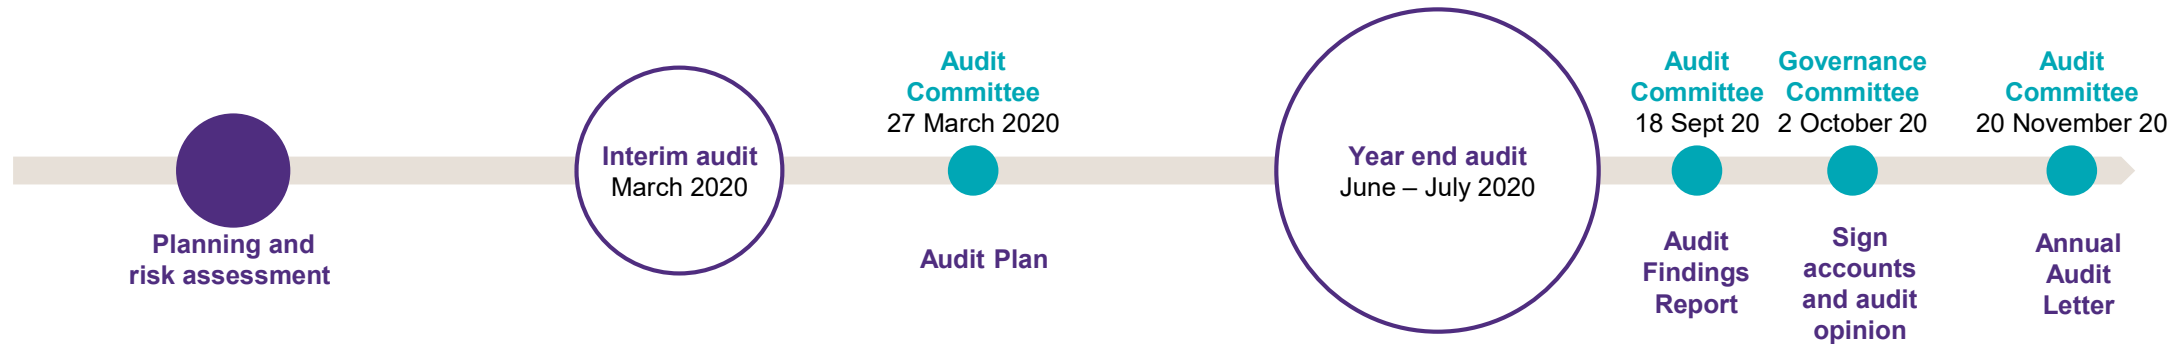 Planning and
risk assessment
Interim audit
March 2020
Audit
Committee
27 March 2020
Audit Plan
Year end audit
June – July 2020
Audit
Committee
18 Sept 20
Audit
Findings
Report
Governance
Committee
2 October 20
Sign
accounts
and audit
opinion
Audit
Committee
20 November 20
Annual
Audit
Letter